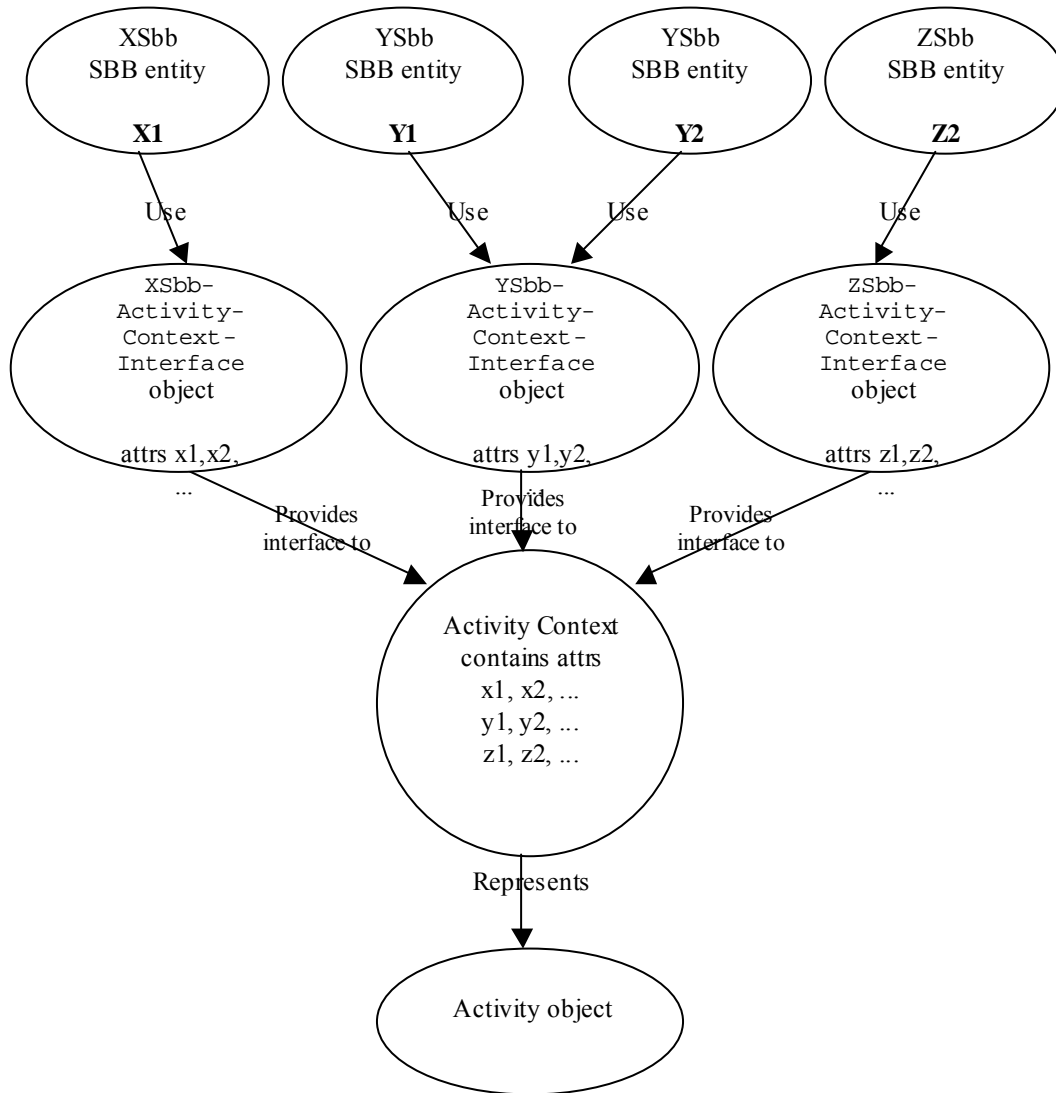 XSbb
SBB entity
X1
YSbb
SBB entity
Y1
YSbb
SBB entity
Y2
ZSbb
SBB entity
Z2
Use
Use
Use
Use
XSbb-
Activity-
Context-
Interface
object
attrs x1,x2,
...
YSbb-
Activity-
Context-
Interface
object
attrs y1,y2,
...
ZSbb-
Activity-
Context-
Interface
object
attrs z1,z2,
...
Provides
interface to
Provides
interface to
Provides
interface to
Activity Context
contains attrs
x1, x2, ...
y1, y2, ...
z1, z2, ...
Represents
Activity object